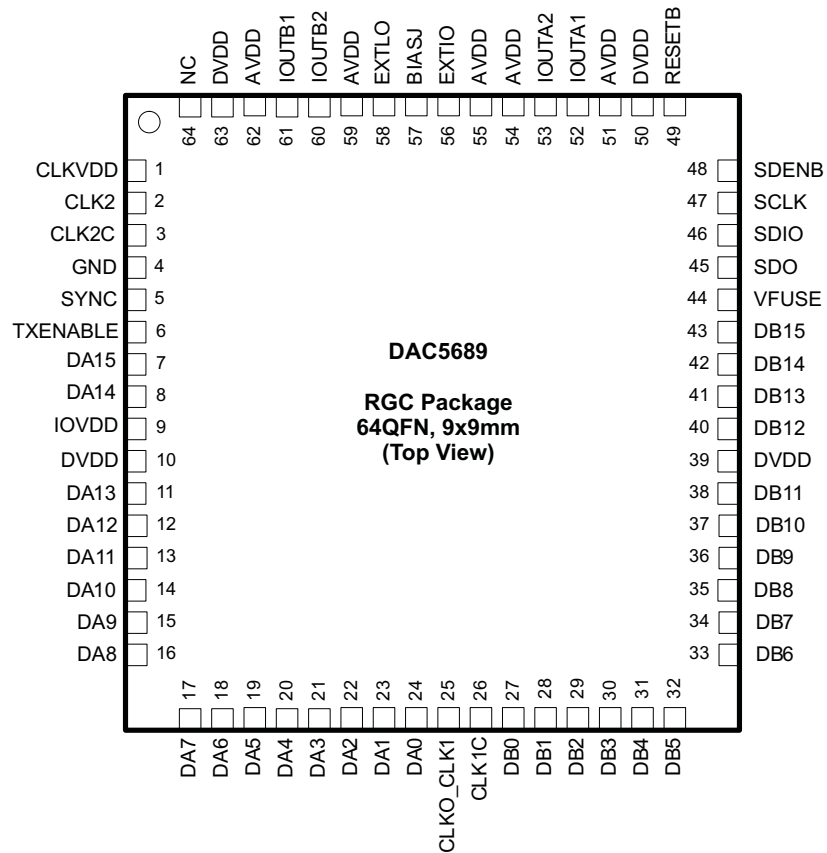 NC DVDD AVDD IOUTB1 IOUTB2 AVDD EXTLO BIASJ EXTIO AVDD AVDD IOUTA2 IOUTA1 AVDD DVDD RESETB
64 63 62 61 60 59 58 57 56 55 54 53 52 51 50 49
CLKVDD 1
CLK2 2
CLK2C 3
GND 4
SYNC 5
TXENABLE 6
DA15 7
DA14 8
IOVDD 9
DVDD 10
DA13 11
DA12 12
DA11 13
DA10 14
DA9 15
DA8 16
DAC5689
RGC Package
64QFN, 9x9mm
(Top View)
48 SDENB
47 SCLK
46 SDIO
45 SDO
44 VFUSE
43 DB15
42 DB14
41 DB13
40 DB12
39 DVDD
38 DB11
37 DB10
36 DB9
35 DB8
34 DB7
33 DB6
17 18 19 20 21 22 23 24 25 26 27 28 29 30 31 32
DA7 DA6 DA5 DA4 DA3 DA2 DA1 DA0 CLKO_CLK1 CLK1C DB0 DB1 DB2 DB3 DB4 DB5